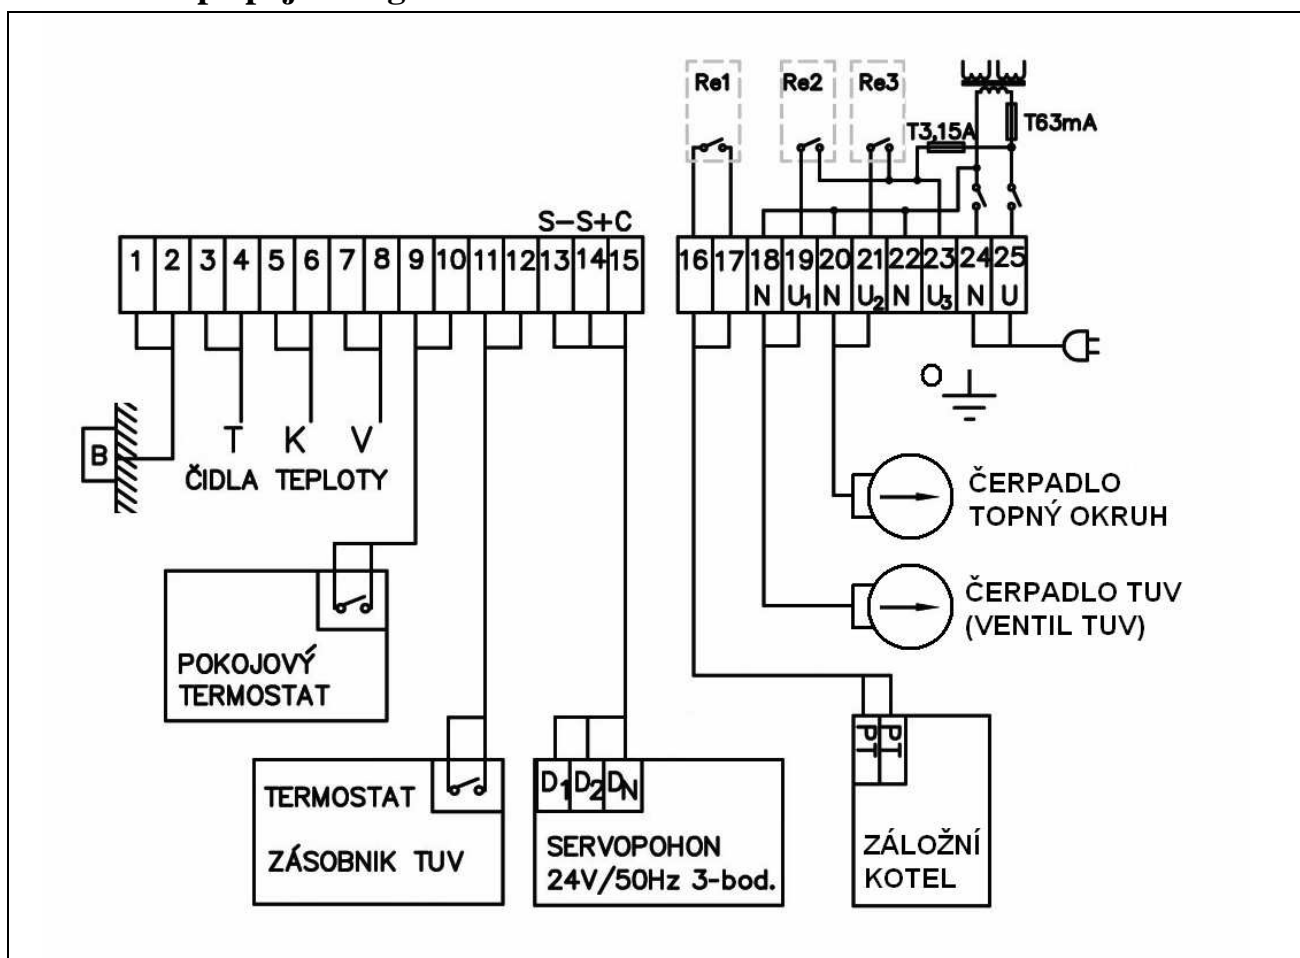 Re1 Re2 Re3
T3,15A T63mA
S-S+C
1 2 3 4 5 6 7 8 9 10 11 12 13 14 15
16 17 18 19 20 21 22 23 24 25
N U1 N U2 N U3 N U
O
B
T K V
ČIDLA TEPLOTY
ČERPADLO
TOPNÝ OKRUH
ČERPADLO TUV
(VENTIL TUV)
POKOJOVÝ
TERMOSTAT
PT PT
TERMOSTAT
ZÁSOBNIK TUV
D1 D2 DN
SERVOPOHON
24V/50Hz 3-bod.
ZÁLOŽNÍ
KOTEL